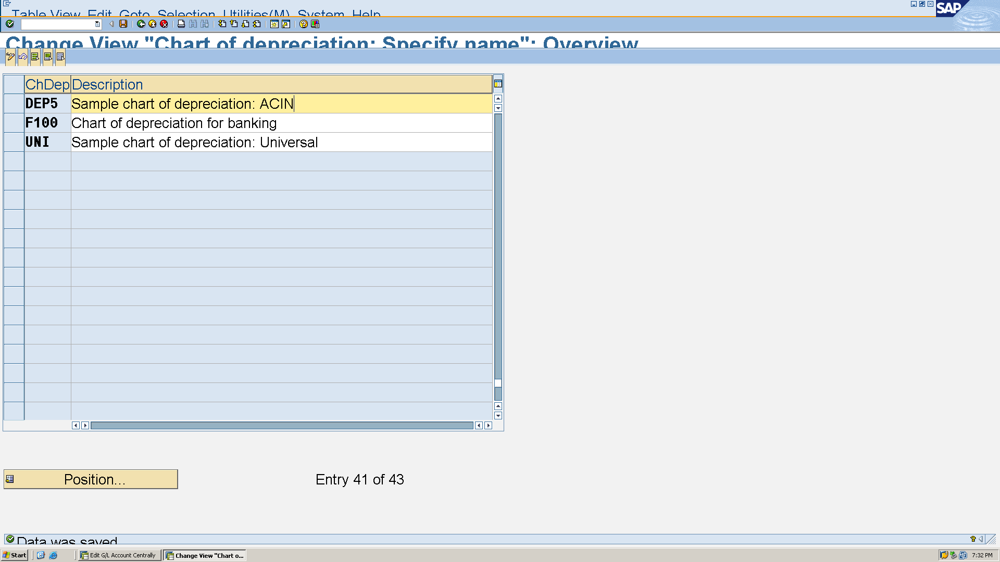 Table View Edit Goto Selection Utilities(M) System Help
SAP
Change View "Chart of depreciation: Specify name": Overview
ChDep Description
DEP5 Sample chart of depreciation: ACIN
F100 Chart of depreciation for banking
UNI Sample chart of depreciation: Universal
Position... Entry 41 of 43
Data was saved
Start Edit G/L Account Centrally Change View "Chart o... 7:32 PM